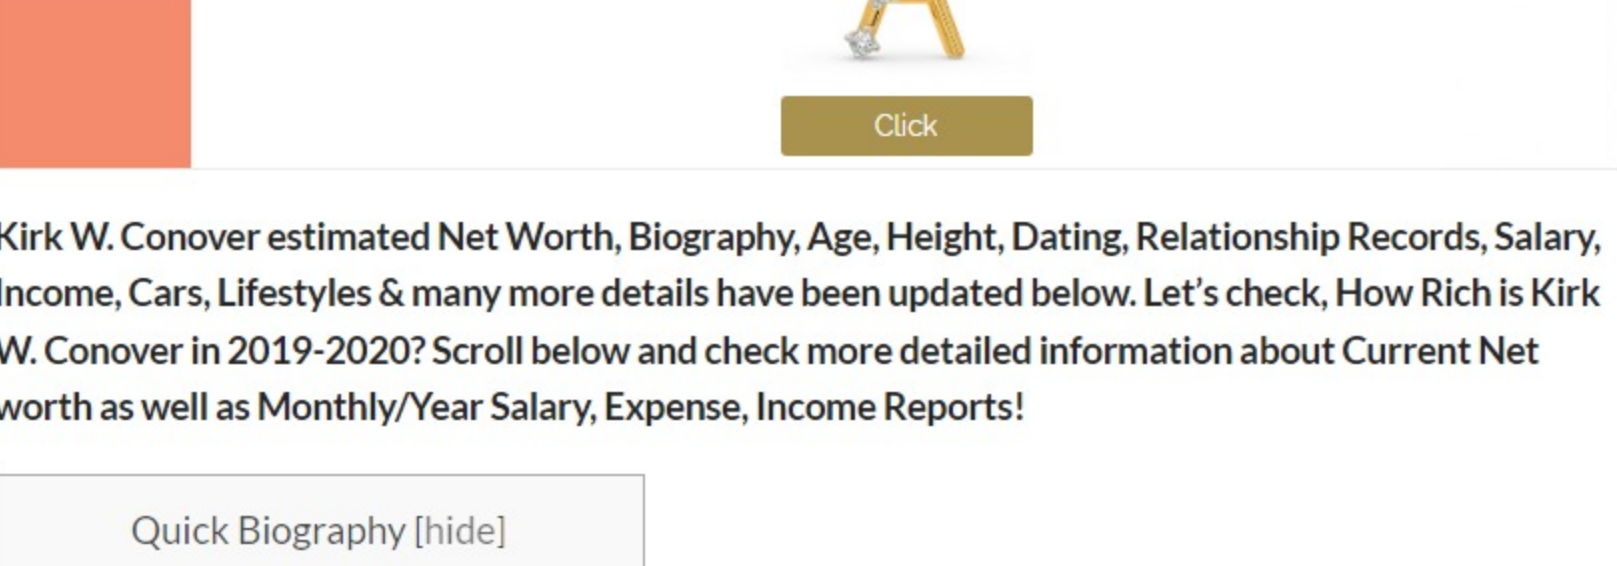 Click
Kirk W. Conover estimated Net Worth, Biography, Age, Height, Dating, Relationship Records, Salary,
Income, Cars, Lifestyles & many more details have been updated below. Let’s check, How Rich is Kirk
W. Conover in 2019-2020? Scroll below and check more detailed information about Current Net
worth as well as Monthly/Year Salary, Expense, Income Reports!
Quick Biography [hide]